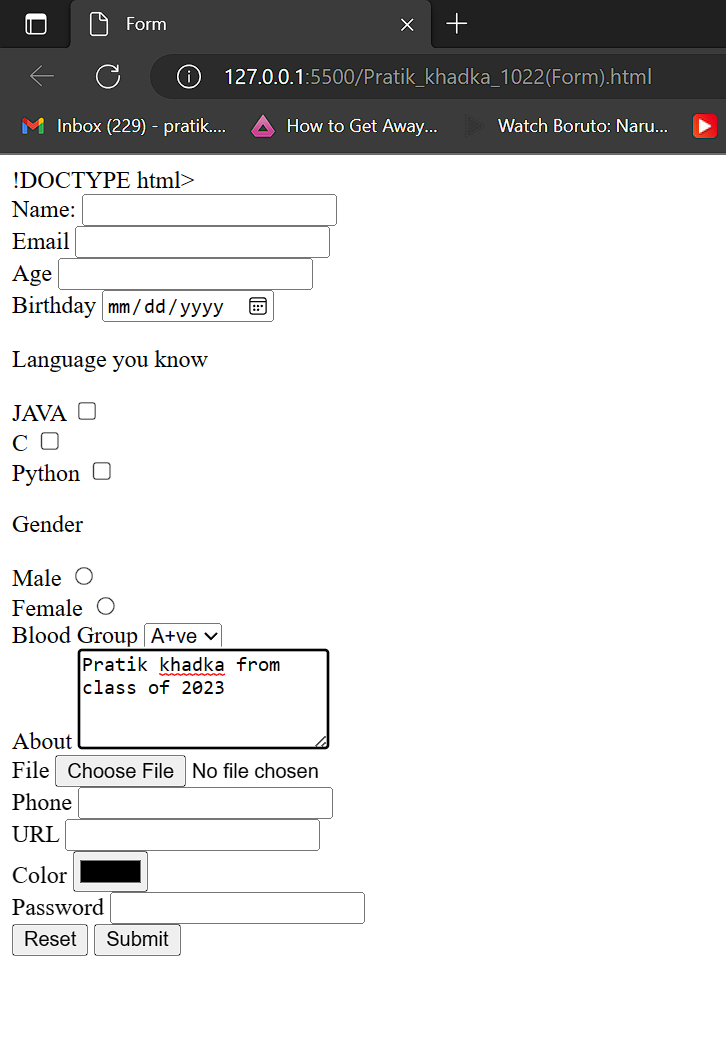 Form
127.0.0.1:5500/Pratik_khadka_1022(Form).html
Inbox (229) - pratik.... How to Get Away... Watch Boruto: Naru...
!DOCTYPE html>
Name:
Email
Age
Birthday mm/dd/yyyy
Language you know
JAVA
C
Python
Gender
Male
Female
Blood Group A+ve
Pratik khadka from
class of 2023
About
File Choose File No file chosen
Phone
URL
Color
Password
Reset Submit